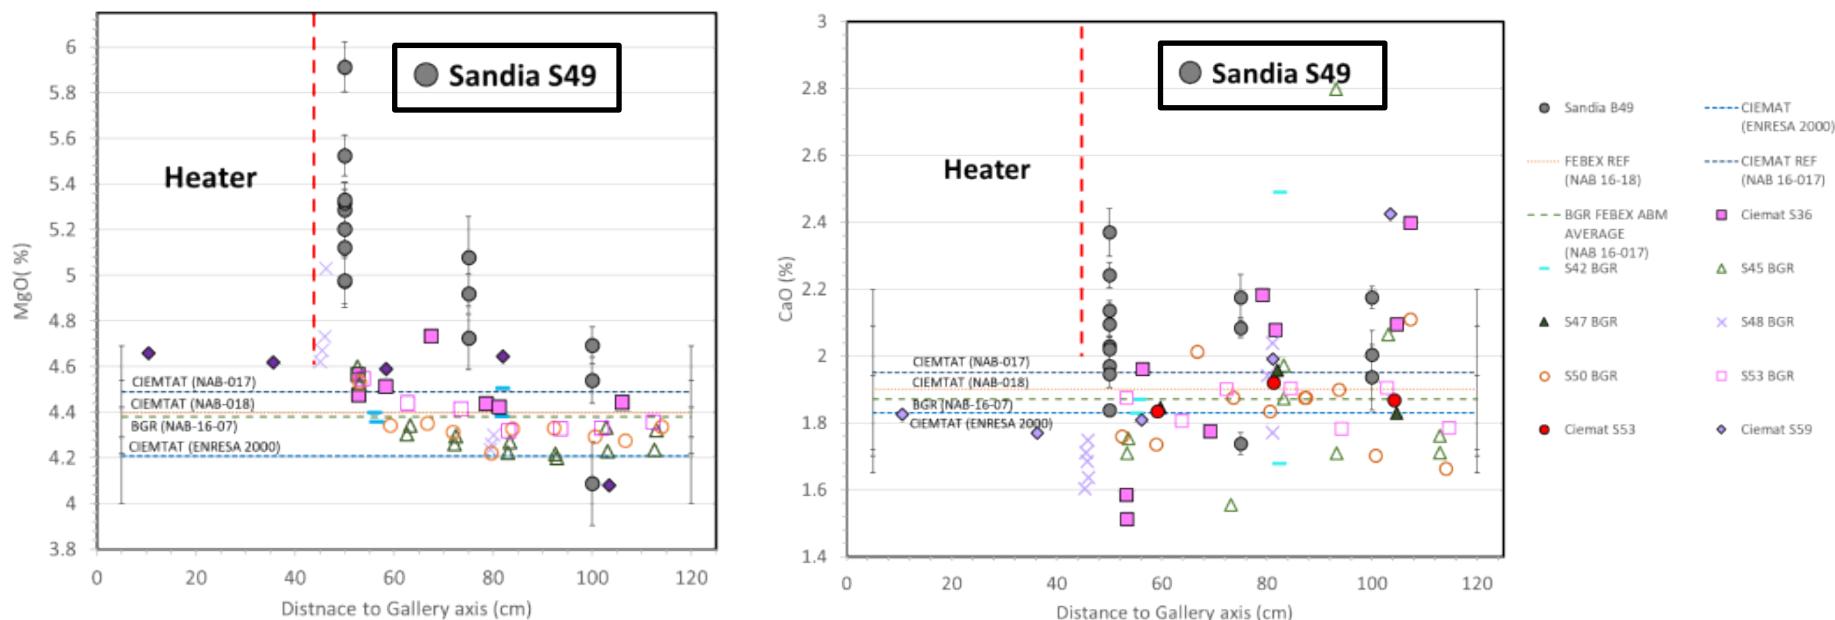 6
5.8
5.6
5.4
5.2
5
4.8
4.6
4.4
4.2
4
3.8
MgO( %)
Sandia S49
Heater
CIEMTAT (NAB-017)
CIEMTAT (NAB-018)
BGR (NAB-16-07)
CIEMTAT (ENRESA 2000)
0 20 40 60 80 100 120
Distnace to Gallery axis (cm)
3
2.8
2.6
2.4
2.2
2
1.8
1.6
1.4
CaO (%)
Sandia S49
Heater
CIEMTAT (NAB-017)
CIEMTAT (NAB-018)
BGR (NAB-16-07)
CIEMTAT (ENRESA 2000)
0 20 40 60 80 100 120
Distance to Gallery axis (cm)
Sandia B49
CIEMAT
(ENRESA 2000)
FEBEX REF
(NAB 16-18)
CIEMAT REF
(NAB 16-017)
BGR FEBEX ABM
AVERAGE
(NAB 16-017)
Ciemat S36
S42 BGR
S45 BGR
S47 BGR
S48 BGR
S50 BGR
S53 BGR
Ciemat S53
Ciemat S59